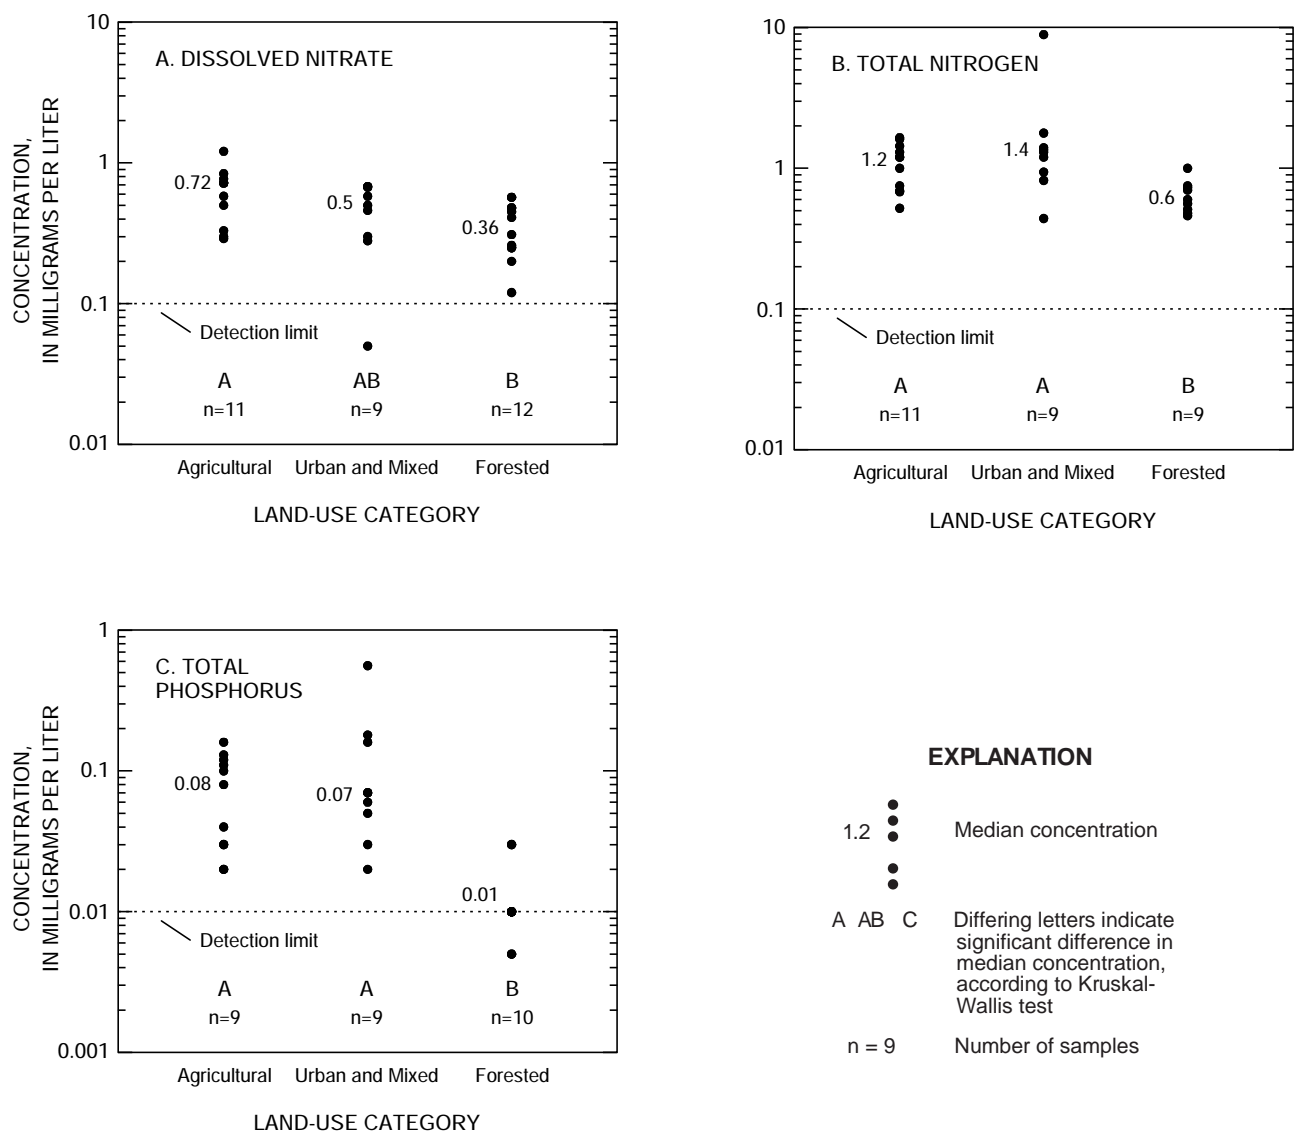 A. DISSOLVED NITRATE
CONCENTRATION,
IN MILLIGRAMS PER LITER
10
1
0.1
0.01
0.72
0.5
0.36
Detection limit
A AB B
n=11 n=9 n=12
Agricultural Urban and Mixed Forested
LAND-USE CATEGORY
B. TOTAL NITROGEN
10
1
0.1
0.01
1.2
1.4
0.6
Detection limit
A A B
n=11 n=9 n=9
Agricultural Urban and Mixed Forested
LAND-USE CATEGORY
C. TOTAL
PHOSPHORUS
CONCENTRATION,
IN MILLIGRAMS PER LITER
1
0.1
0.01
0.001
0.08
0.07
0.01
Detection limit
A A B
n=9 n=9 n=10
Agricultural Urban and Mixed Forested
LAND-USE CATEGORY
EXPLANATION
1.2 Median concentration
A AB C Differing letters indicate
significant difference in
median concentration,
according to Kruskal-
Wallis test
n = 9 Number of samples